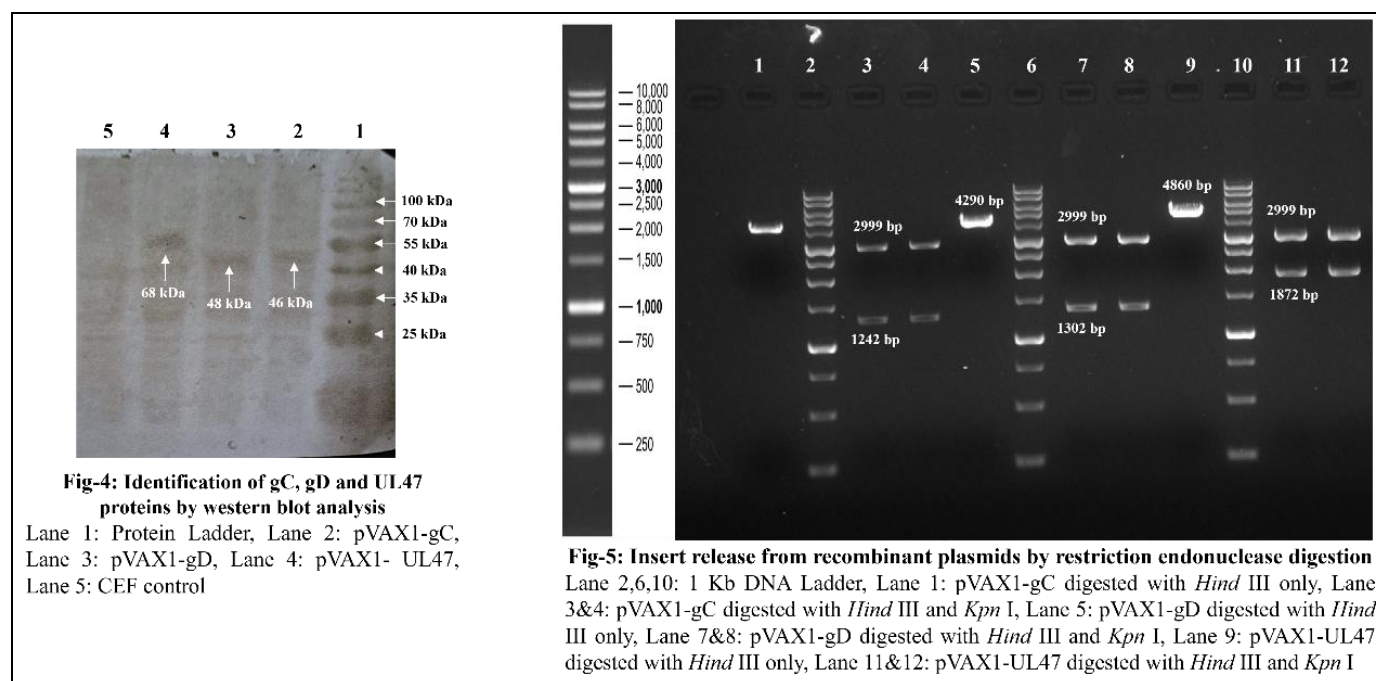 5 4 3 2 1
100 kDa
70 kDa
55 kDa
40 kDa
35 kDa
25 kDa
68 kDa
48 kDa
46 kDa
Fig-4: Identification of gC, gD and UL47
proteins by western blot analysis
Lane 1: Protein Ladder, Lane 2: pVAX1-gC,
Lane 3: pVAX1-gD, Lane 4: pVAX1- UL47,
Lane 5: CEF control
10,000
8,000
6,000
5,000
4,000
3,000
2,500
2,000
1,500
1,000
750
500
250
1 2 3 4 5 6 7 8 9 10 11 12
2999 bp
1242 bp
4290 bp
2999 bp
1302 bp
4860 bp
2999 bp
1872 bp
Fig-5: Insert release from recombinant plasmids by restriction endonuclease digestion
Lane 2,6,10: 1 Kb DNA Ladder, Lane 1: pVAX1-gC digested with Hind III only, Lane
3&4: pVAX1-gC digested with Hind III and Kpn I, Lane 5: pVAX1-gD digested with Hind
III only, Lane 7&8: pVAX1-gD digested with Hind III and Kpn I, Lane 9: pVAX1-UL47
digested with Hind III only, Lane 11&12: pVAX1-UL47 digested with Hind III and Kpn I